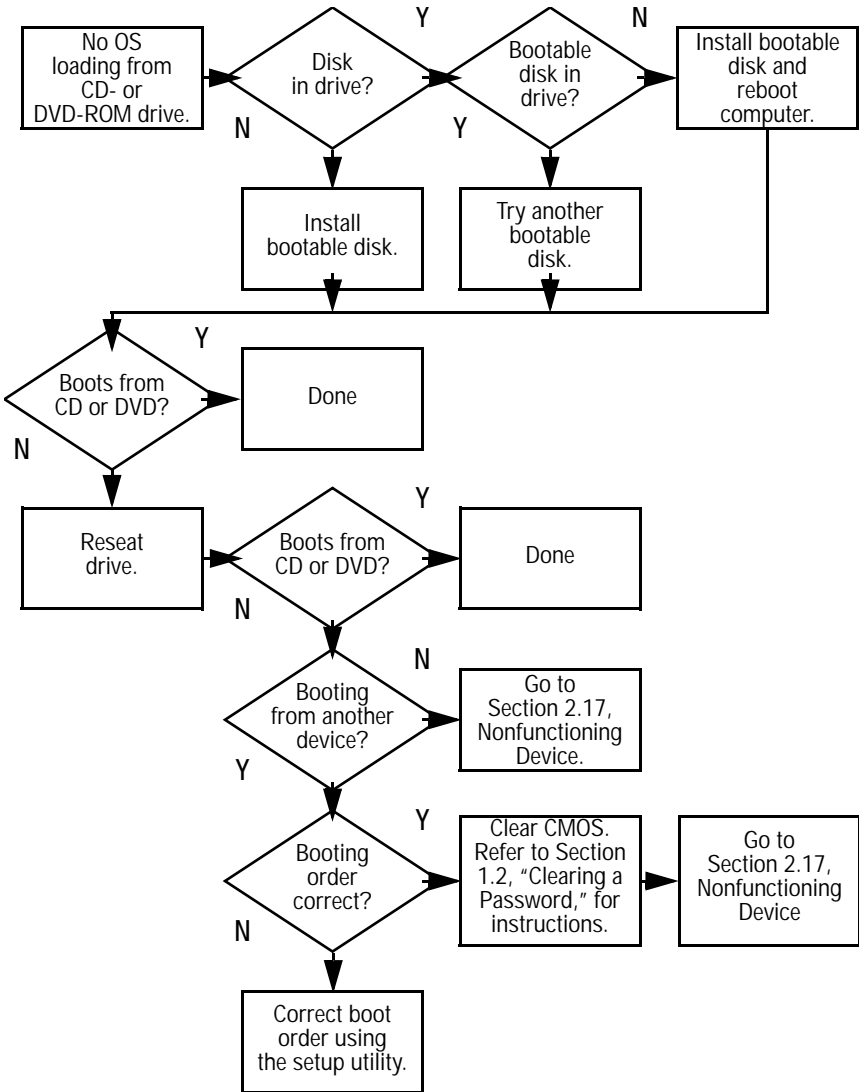 No OS
loading from
CD- or
DVD-ROM drive.
Disk
in drive?
Y
N
Bootable
disk in
drive?
N
Y
Install bootable
disk and
reboot
computer.
Install
bootable disk.
Try another
bootable
disk.
Boots from
CD or DVD?
Y
N
Done
Reseat
drive.
Boots from
CD or DVD?
Y
N
Done
Booting
from another
device?
N
Y
Go to
Section 2.17,
Nonfunctioning
Device.
Booting
order
correct?
Y
N
Clear CMOS.
Refer to Section
1.2, “Clearing a
Password,” for
instructions.
Go to
Section 2.17,
Nonfunctioning
Device
Correct boot
order using
the setup utility.